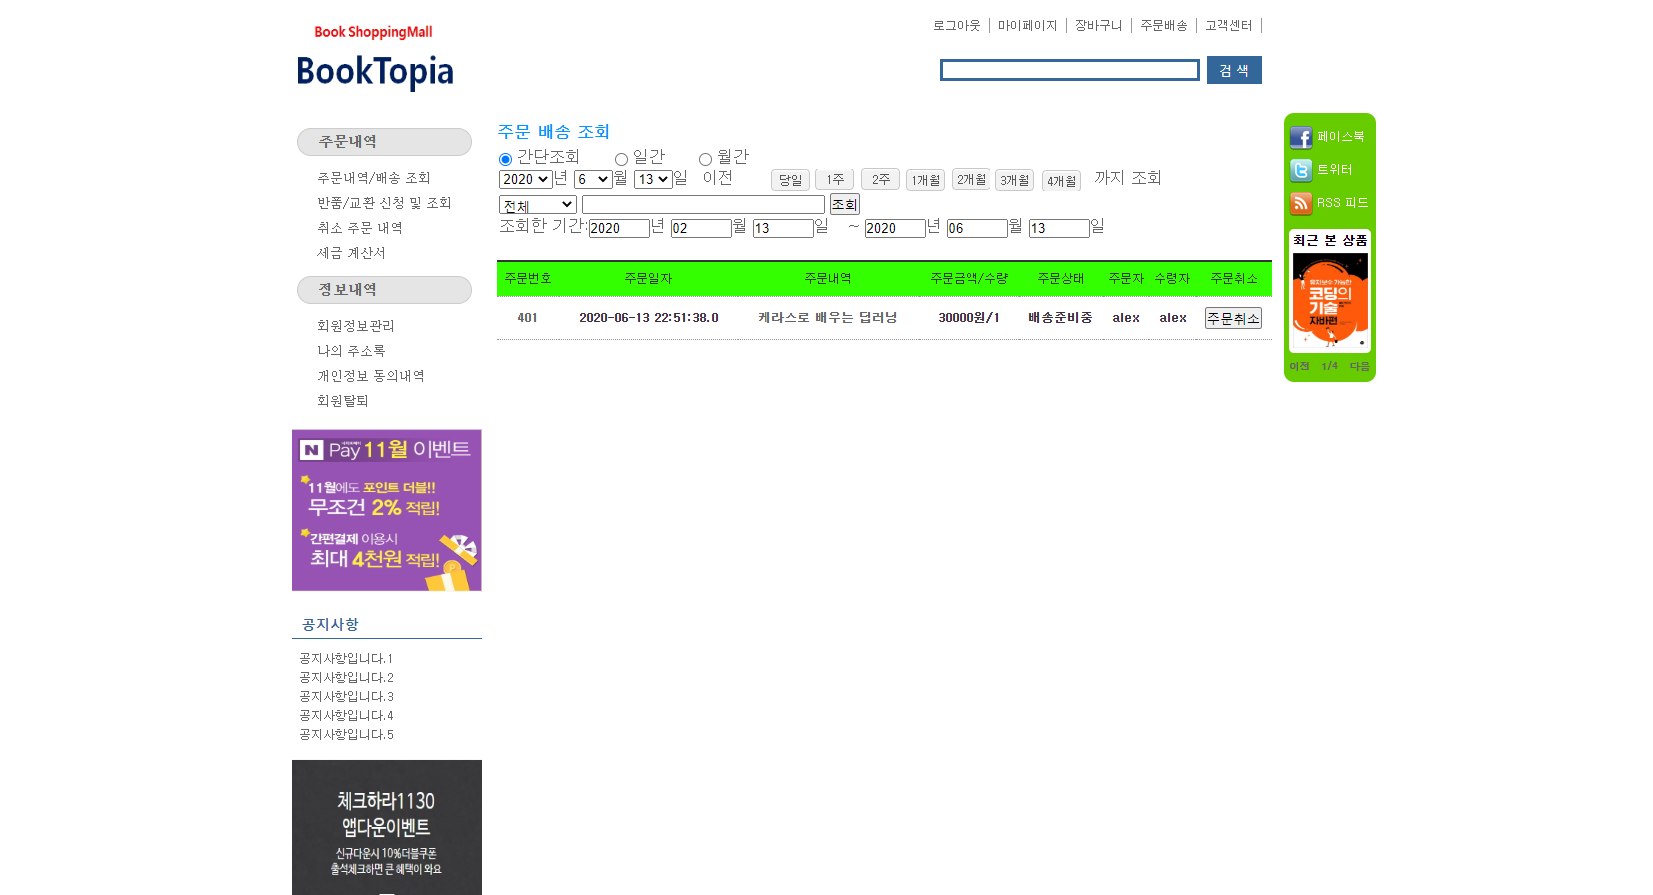 Book ShoppingMall
BookTopia
로그아웃 마이페이지 장바구니 주문배송 고객센터
검 색
주문내역
주문내역/배송 조회
반품/교환 신청 및 조회
취소 주문 내역
세금 계산서
정보내역
회원정보관리
나의 주소록
개인정보 동의내역
회원탈퇴
N Pay 11월 이벤트
11월에도 포인트 더블!!
무조건 2% 적립!
간편결제 이용시
최대 4천원 적립!
공지사항
공지사항입니다.1
공지사항입니다.2
공지사항입니다.3
공지사항입니다.4
공지사항입니다.5
체크하라1130
앱다운이벤트
신규다운시 10%더블쿠폰
출석체크하면 큰 혜택이 와요
주문 배송 조회
간단조회 일간 월간
2020 년 6 월 13 일 이전 당일 1주 2주 1개월 2개월 3개월 4개월 까지 조회
전체 조회
조회한 기간:2020 년 02 월 13 일 ~ 2020 년 06 월 13 일
주문번호 주문일자 주문내역 주문금액/수량 주문상태 주문자 수령자 주문취소
401 2020-06-13 22:51:38.0 케라스로 배우는 딥러닝 30000원/1 배송준비중 alex alex 주문취소
페이스북
트위터
RSS 피드
최근 본 상품
유지보수 가능한
코딩의
기술
자바편
이전 1/4 다음